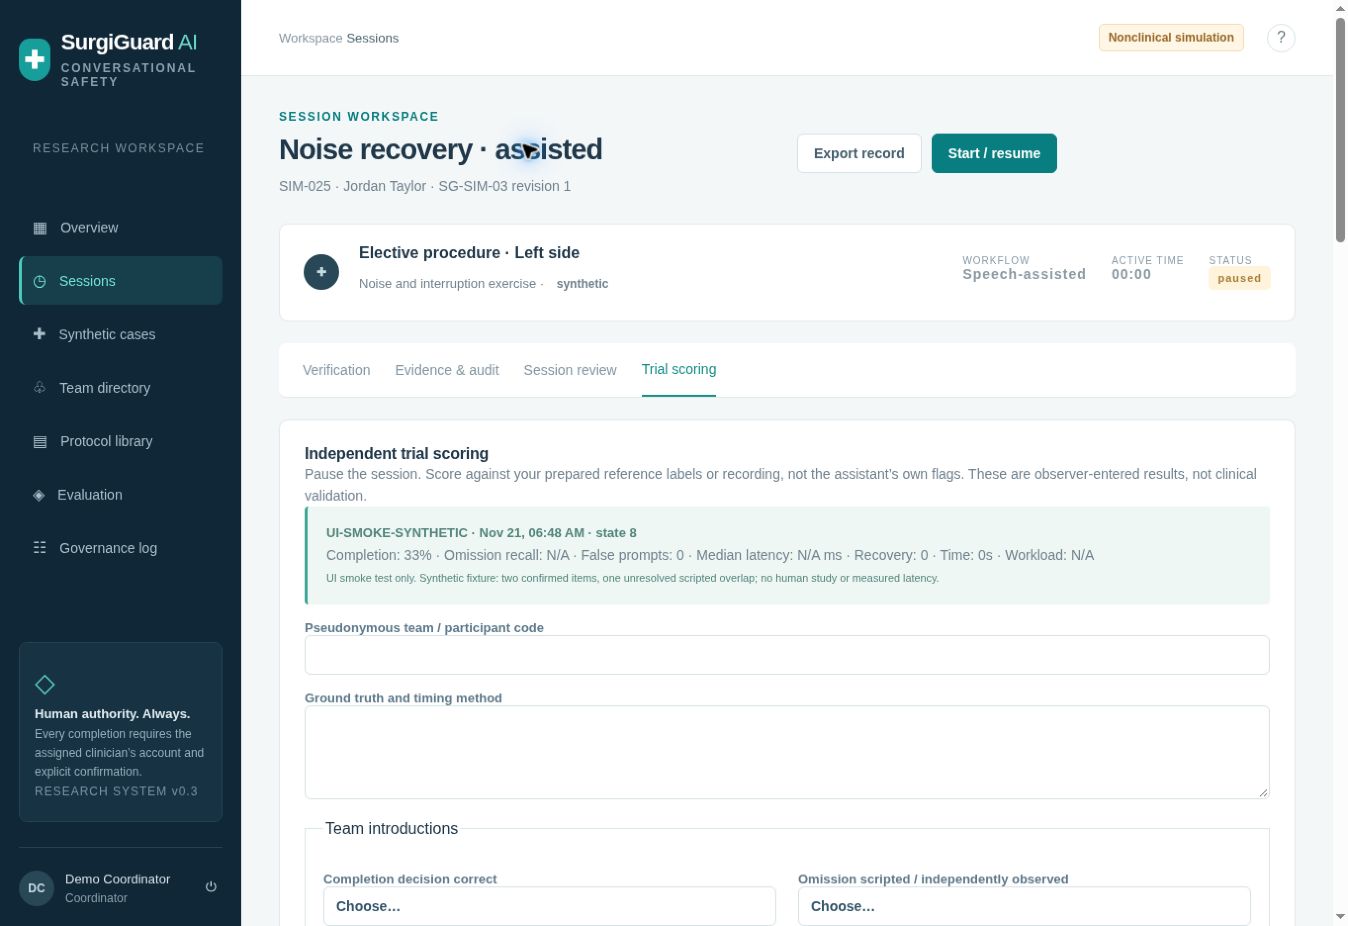 SurgiGuard AI
CONVERSATIONAL
SAFETY
RESEARCH WORKSPACE
Overview
Sessions
Synthetic cases
Team directory
Protocol library
Evaluation
Governance log
Human authority. Always.
Every completion requires the
assigned clinician's account and
explicit confirmation.
RESEARCH SYSTEM v0.3
DC
Demo Coordinator
Coordinator
Workspace Sessions
Nonclinical simulation
?
SESSION WORKSPACE
Noise recovery · assisted
SIM-025 · Jordan Taylor · SG-SIM-03 revision 1
Export record
Start / resume
Elective procedure · Left side
Noise and interruption exercise · synthetic
WORKFLOW
Speech-assisted
ACTIVE TIME
00:00
STATUS
paused
Verification
Evidence & audit
Session review
Trial scoring
Independent trial scoring
Pause the session. Score against your prepared reference labels or recording, not the assistant's own flags. These are observer-entered results, not clinical
validation.
UI-SMOKE-SYNTHETIC · Nov 21, 06:48 AM · state 8
Completion: 33% · Omission recall: N/A · False prompts: 0 · Median latency: N/A ms · Recovery: 0 · Time: 0s · Workload: N/A
UI smoke test only. Synthetic fixture: two confirmed items, one unresolved scripted overlap; no human study or measured latency.
Pseudonymous team / participant code
Ground truth and timing method
Team introductions
Completion decision correct
Choose…
Omission scripted / independently observed
Choose…